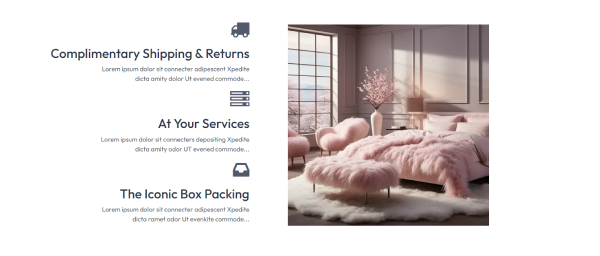 Complimentary Shipping & Returns
Lorem ipsum dolor sit connecter adipescent Xpedite
dicta amity dolor Ut evened commode...
At Your Services
Lorem ipsum dolor sit connecters depositing Xpedite
dicta amity dolor UT evened commode...
The Iconic Box Packing
Lorem ipsum dolor sit connecter adipescent Xpedite
dicta ramet odor Ut evenkite commode...